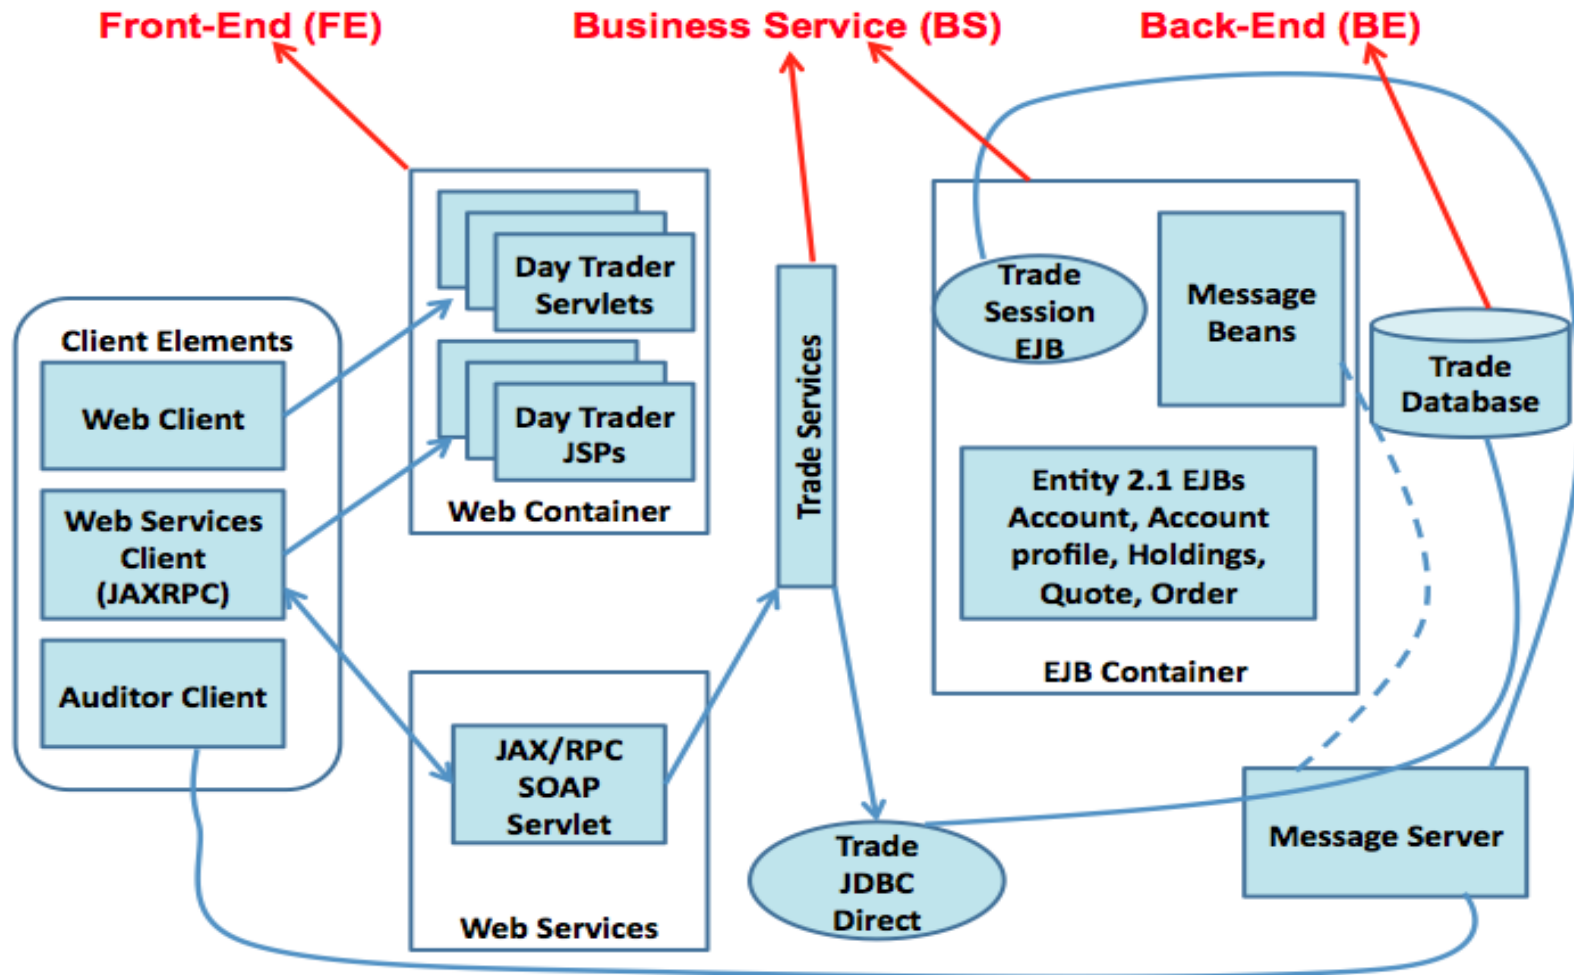 Front-End (FE)
Business Service (BS)
Back-End (BE)
Client Elements
Web Client
Web Services
Client
(JAXRPC)
Auditor Client
Day Trader
Servlets
Day Trader
JSPs
Web Container
JAX/RPC
SOAP
Servlet
Web Services
Trade Services
Trade
JDBC
Direct
Trade
Session
EJB
Message
Beans
Entity 2.1 EJBs
Account, Account
profile, Holdings,
Quote, Order
EJB Container
Trade
Database
Message Server